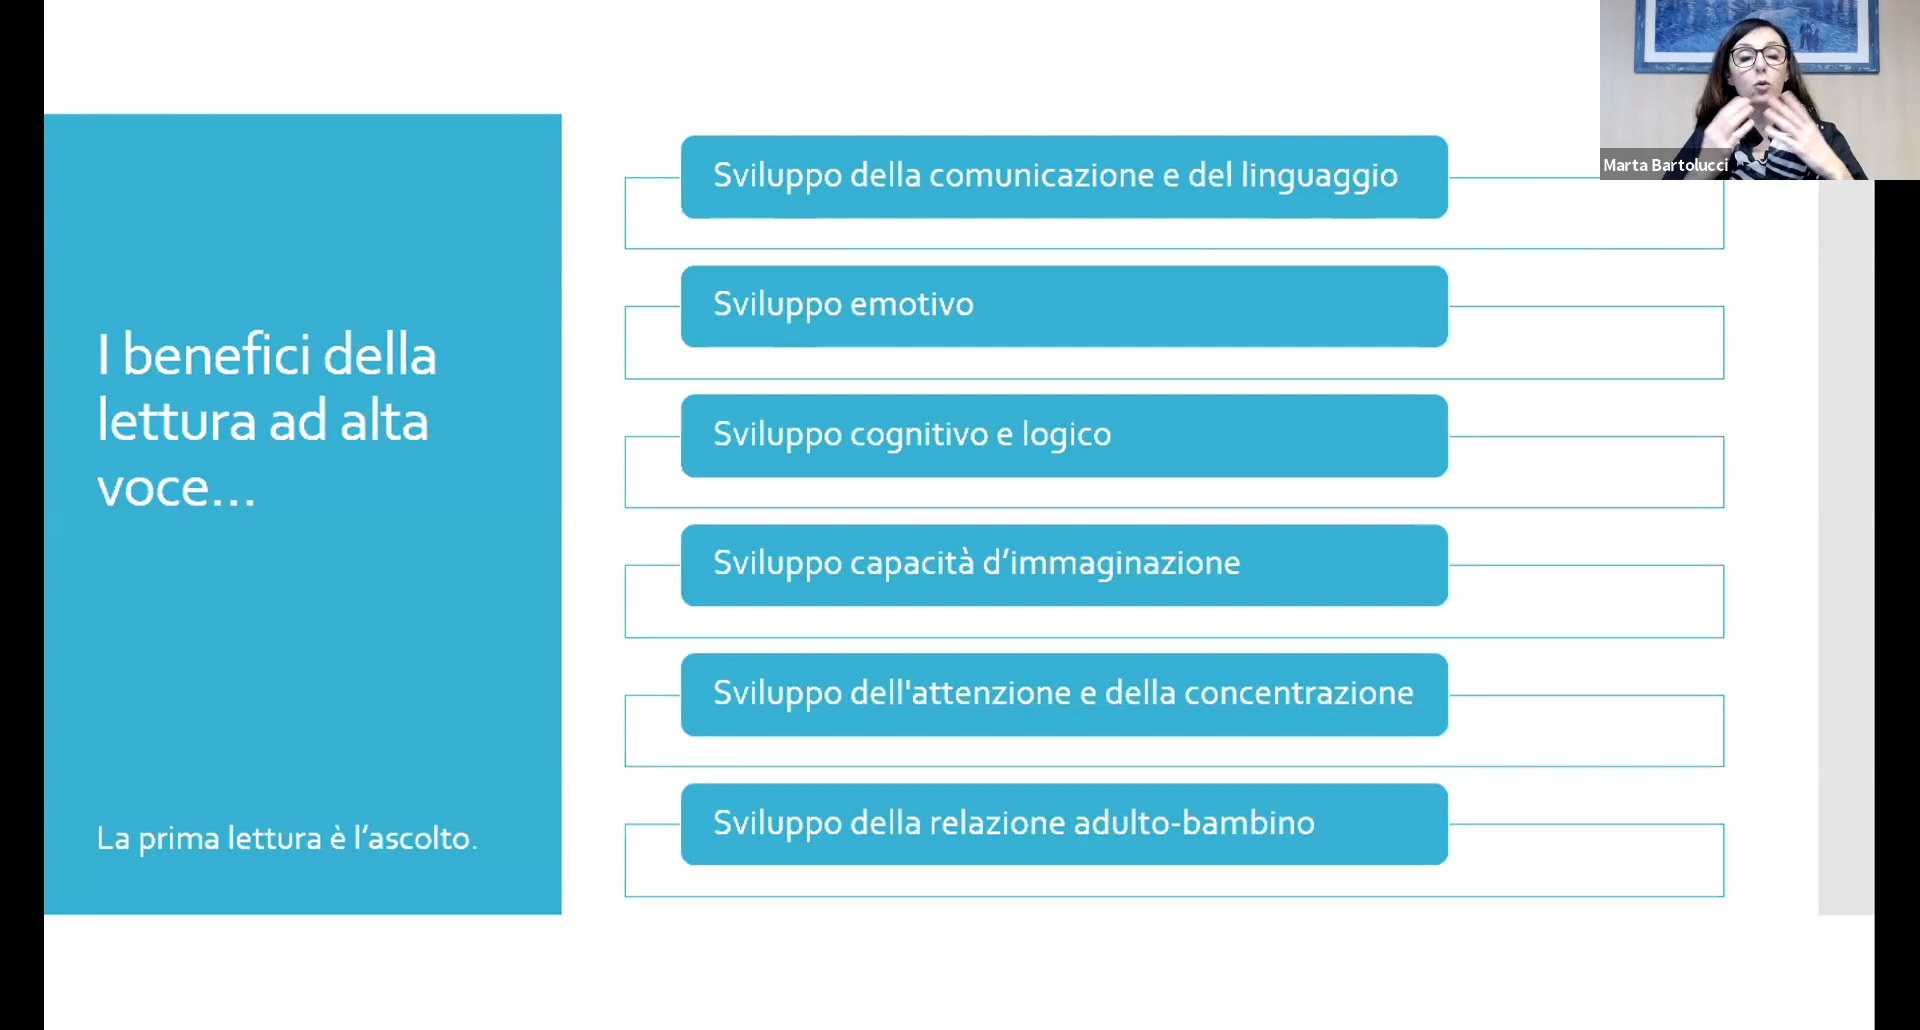 I benefici della
lettura ad alta
voce...
La prima lettura è l’ascolto.
Sviluppo della comunicazione e del linguaggio
Sviluppo emotivo
Sviluppo cognitivo e logico
Sviluppo capacità d’immaginazione
Sviluppo dell'attenzione e della concentrazione
Sviluppo della relazione adulto-bambino
Marta Bartolucci